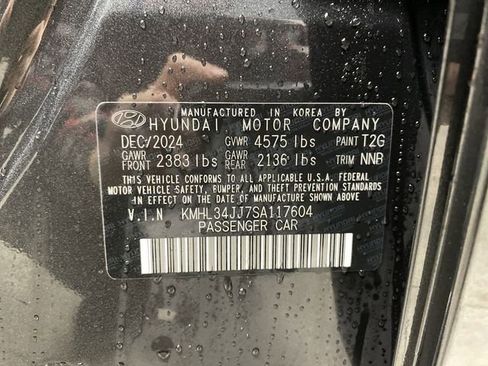 MANUFACTURED IN KOREA BY
HYUNDAI MOTOR COMPANY
DEC/2024 GVWR 4575 lbs PAINT T2G
GAWR FRONT 2383 lbs GAWR REAR 2136 lbs TRIM NNB
THIS VEHICLE CONFORMS TO ALL APPLICABLE U.S.A. FEDERAL
MOTOR VEHICLE SAFETY, BUMPER, AND THEFT PREVENTION STANDARDS
IN EFFECT ON THE DATE OF MANUFACTURE SHOWN ABOVE.
V.I.N KMHL34JJ7SA117604
PASSENGER CAR